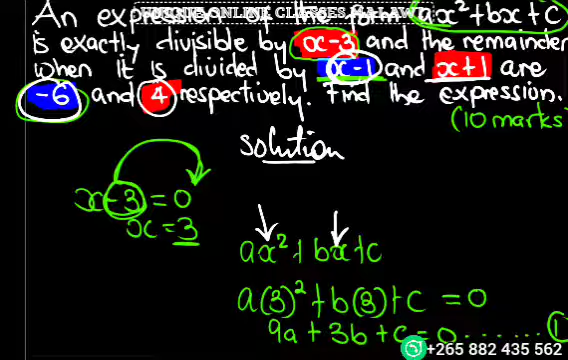 An expression of the form ax² + bx + c
is exactly divisible by x-3 and the remainder
when it is divided by x-1 and x+1 are
-6 and 4 respectively. Find the expression.
(10 marks)
solution
x-3 = 0
x = 3
ax² + bx + c
a(3)² + b(3) + c = 0
9a + 3b + c = 0 ...... (1
+265 882 435 562